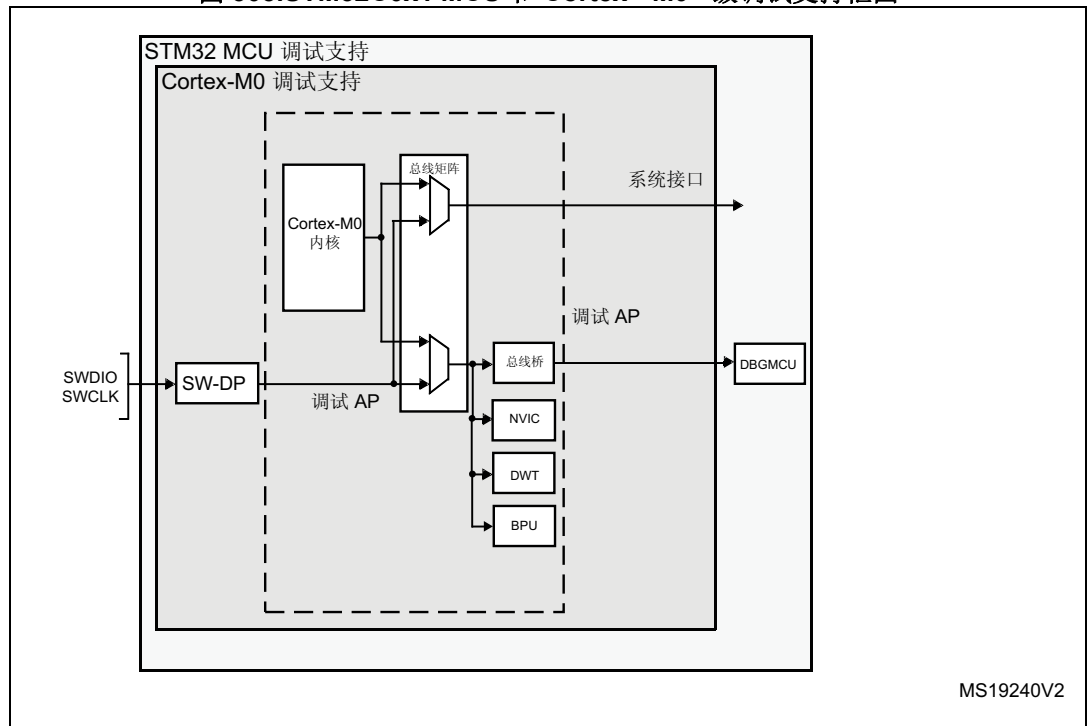 STM32 MCU 调试支持
Cortex-M0 调试支持
总线矩阵
系统接口
Cortex-M0
内核
调试 AP
总线桥
DBGMCU
SWDIO
SWCLK
SW-DP
调试 AP
NVIC
DWT
BPU
MS19240V2